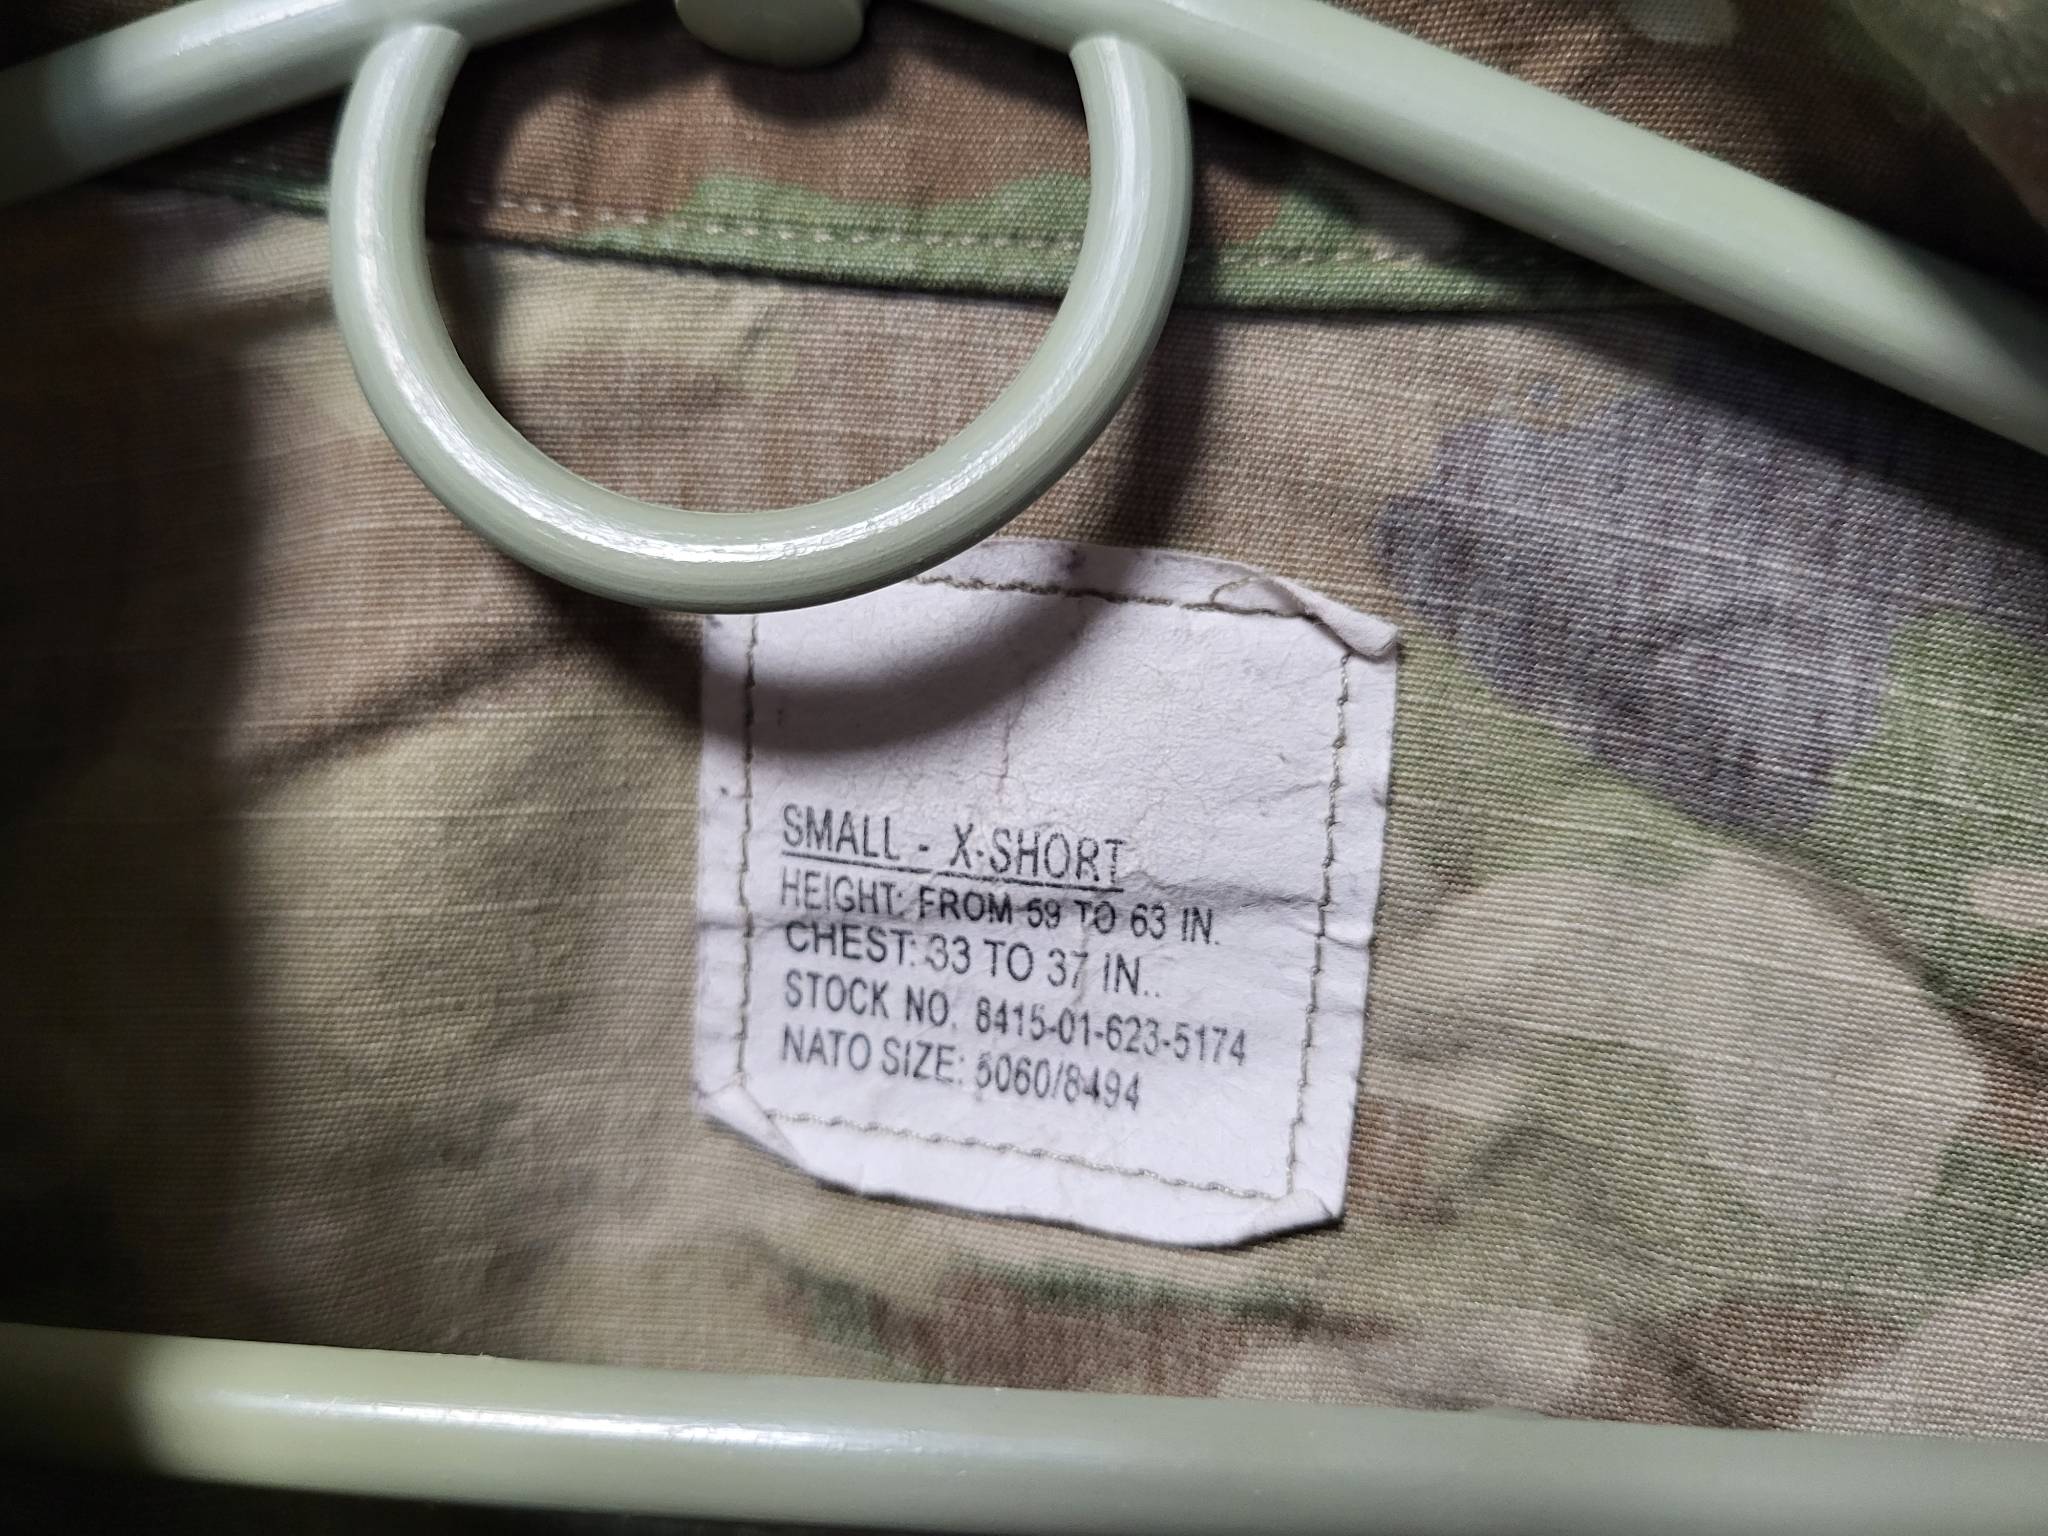 SMALL - X-SHORT
HEIGHT: FROM 59 TO 63 IN.
CHEST: 33 TO 37 IN..
STOCK NO. 8415-01-623-5174
NATO SIZE: 5060/8494